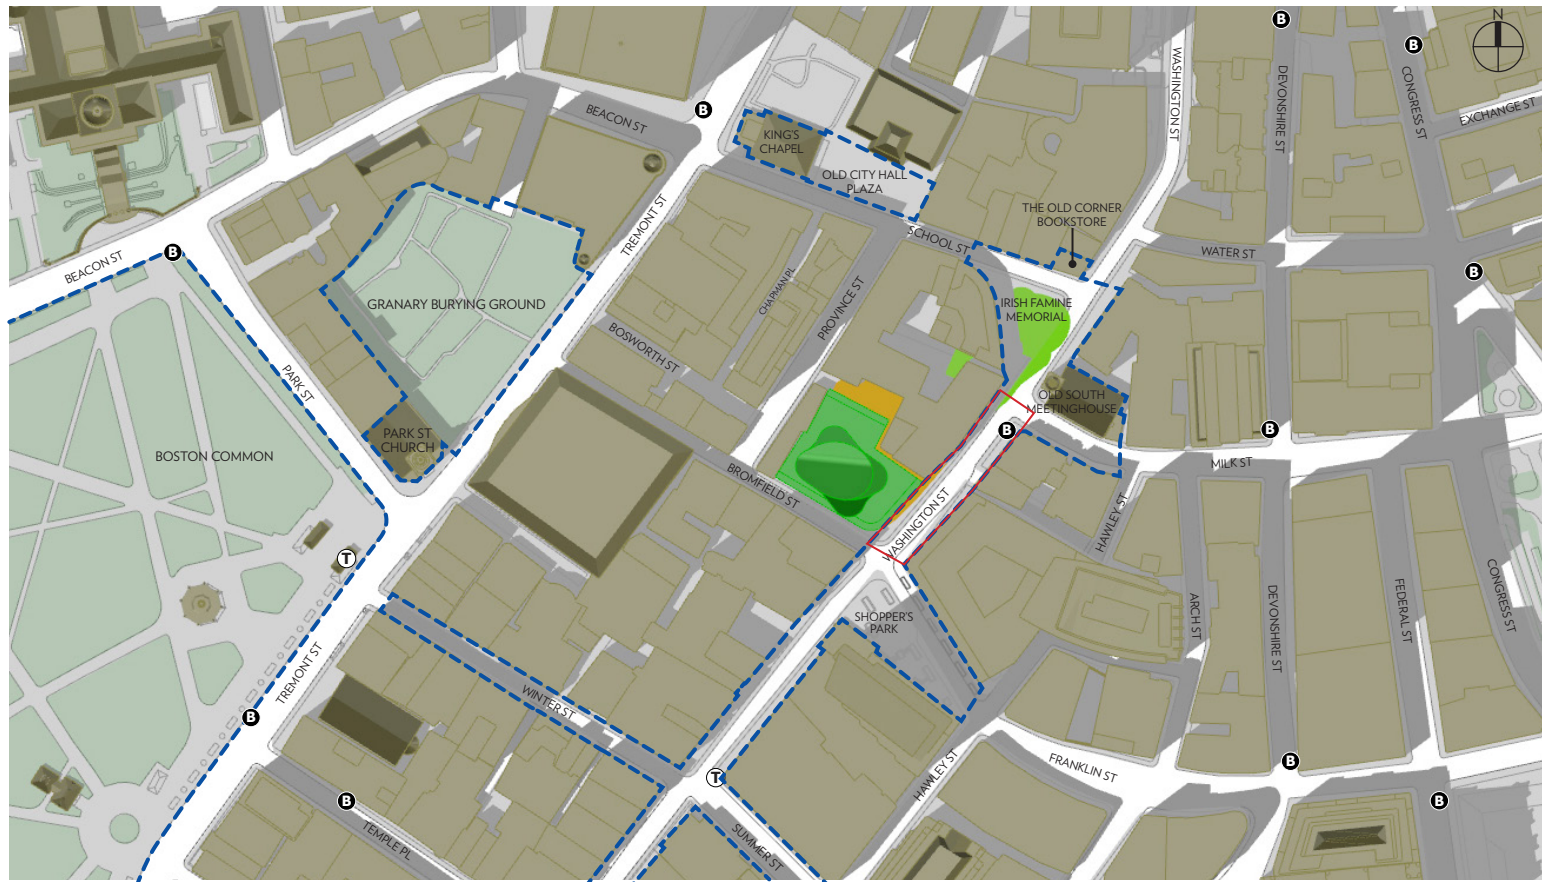 N
B
B
B
BEACON ST
KING'S
CHAPEL
OLD CITY HALL
PLAZA
WASHINGTON ST
DEVONSHIRE ST
CONGRESS ST
EXCHANGE ST
THE OLD CORNER
BOOKSTORE
TREMONT ST
SCHOOL ST
WATER ST
BEACON ST
B
B
GRANARY BURYING GROUND
CHAPMAN PL
PROVINCE ST
IRISH FAMINE
MEMORIAL
BOSWORTH ST
PARK ST
OLD SOUTH
MEETINGHOUSE
PARK ST
CHURCH
B
B
BOSTON COMMON
BROMFIELD ST
MILK ST
WASHINGTON ST
HAWLEY ST
T
SHOPPER'S
PARK
ARCH ST
DEVONSHIRE ST
FEDERAL ST
CONGRESS ST
TREMONT ST
WINTER ST
B
T
HAWLEY ST
FRANKLIN ST
B
B
B
TEMPLE PL
SUMMER ST